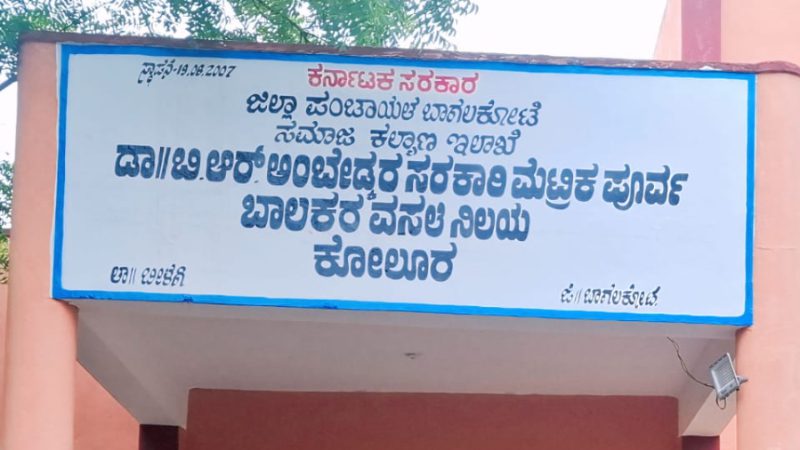 ಸ್ಥಾಪನೆ-19.06.2007
ಕರ್ನಾಟಕ ಸರಕಾರ
ಜಿಲ್ಲಾ ಪಂಚಾಯತ ಬಾಗಲಕೋಟೆ
ಸಮಾಜ ಕಲ್ಯಾಣ ಇಲಾಖೆ
ಡಾ॥ಬಿ.ಆರ್.ಅಂಬೇಡ್ಕರ ಸರಕಾರಿ ಮೆಟ್ರಿಕ ಪೂರ್ವ
ಬಾಲಕರ ವಸತಿ ನಿಲಯ
ಕೋಲೂರ
ತಾ॥ ಬೀಳಗಿ
ಜಿ॥ ಬಾಗಲಕೋಟ.